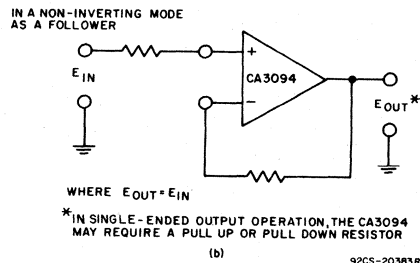 IN A NON-INVERTING MODE
AS A FOLLOWER
+
E IN
CA3094
−
E OUT*
WHERE E OUT = E IN
*IN SINGLE-ENDED OUTPUT OPERATION, THE CA3094
MAY REQUIRE A PULL UP OR PULL DOWN RESISTOR
(b)
92CS-20383R